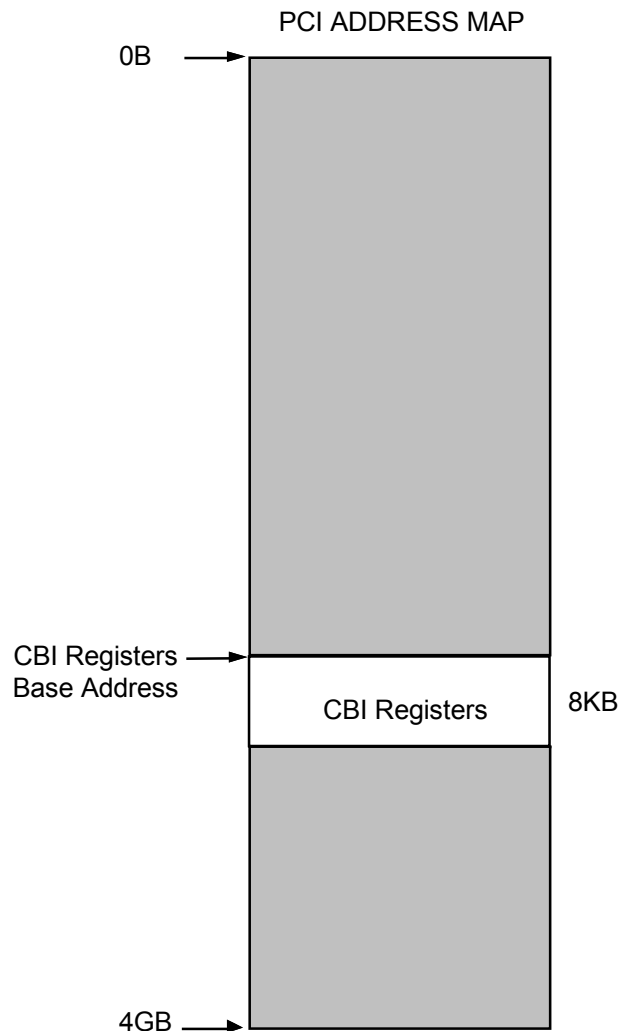 PCI ADDRESS MAP
0B
CBI Registers
Base Address
CBI Registers
8KB
4GB